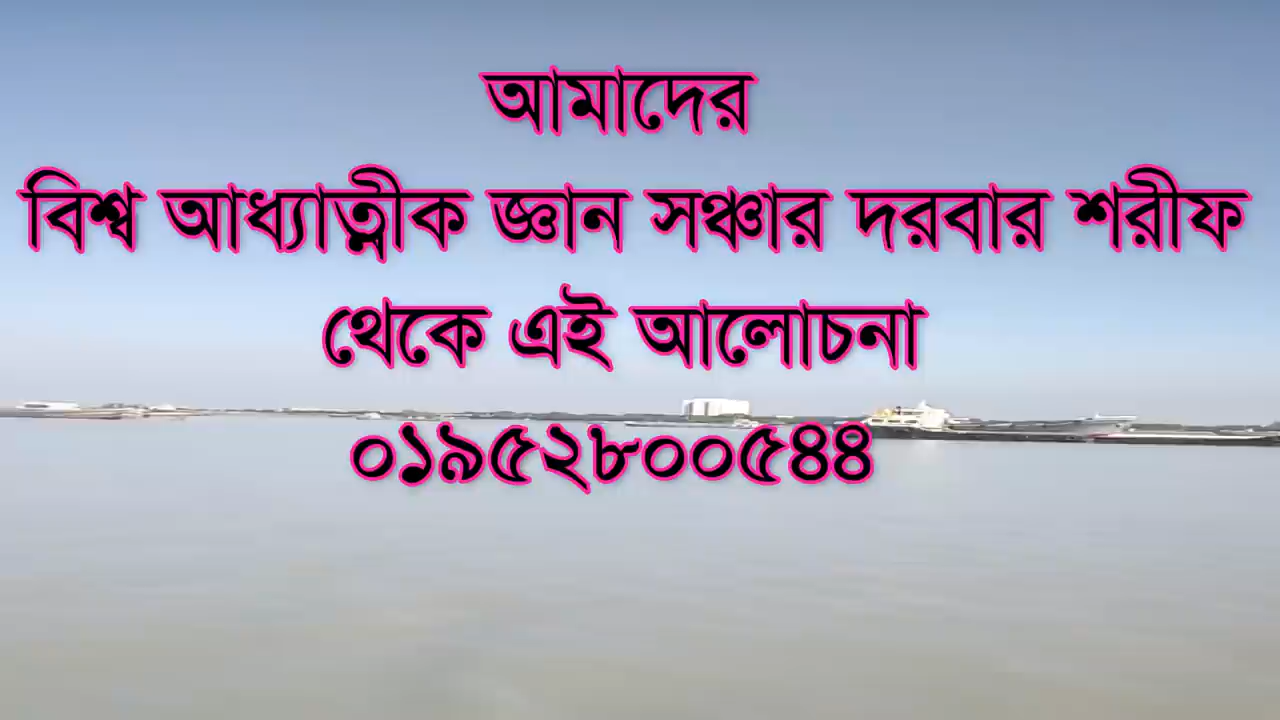 আমাদের
বিশ্ব আধ্যাত্নীক জ্ঞান সঞ্চার দরবার শরীফ
থেকে এই আলোচনা
০১৯৫২৮০০৫৪৪